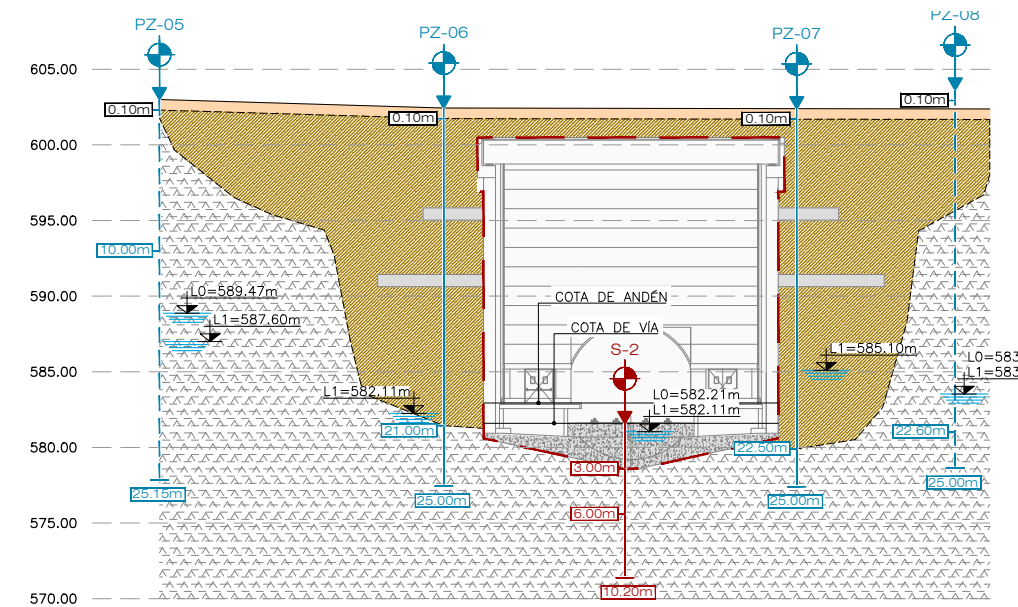 PZ-05
PZ-06
PZ-07
PZ-08
605.00
0.10m
0.10m
0.10m
0.10m
600.00
595.00
10.00m
590.00
L0=589.47m
L1=587.60m
COTA DE ANDÉN
COTA DE VÍA
585.00
S-2
L1=585.10m
L0=583
L1=583
L1=582.11m
L0=582.21m
L1=582.11m
21.00m
22.60m
580.00
22.50m
3.00m
25.15m
25.00m
25.00m
25.00m
575.00
6.00m
10.20m
570.00